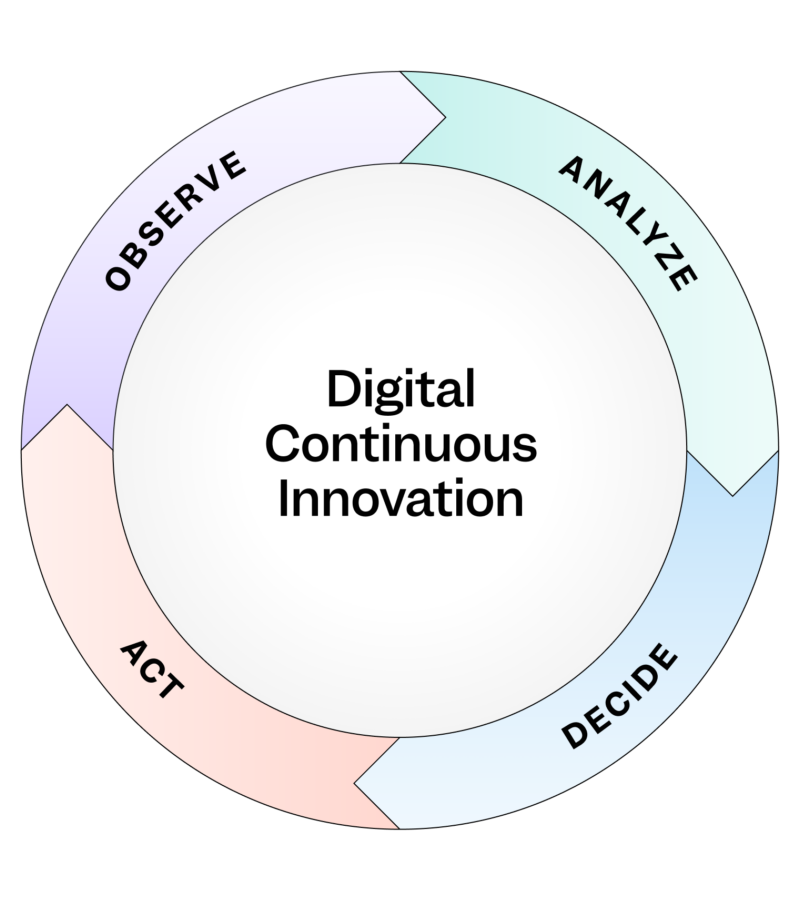 OBSERVE
ANALYZE
Digital
Continuous
Innovation
ACT
DECIDE